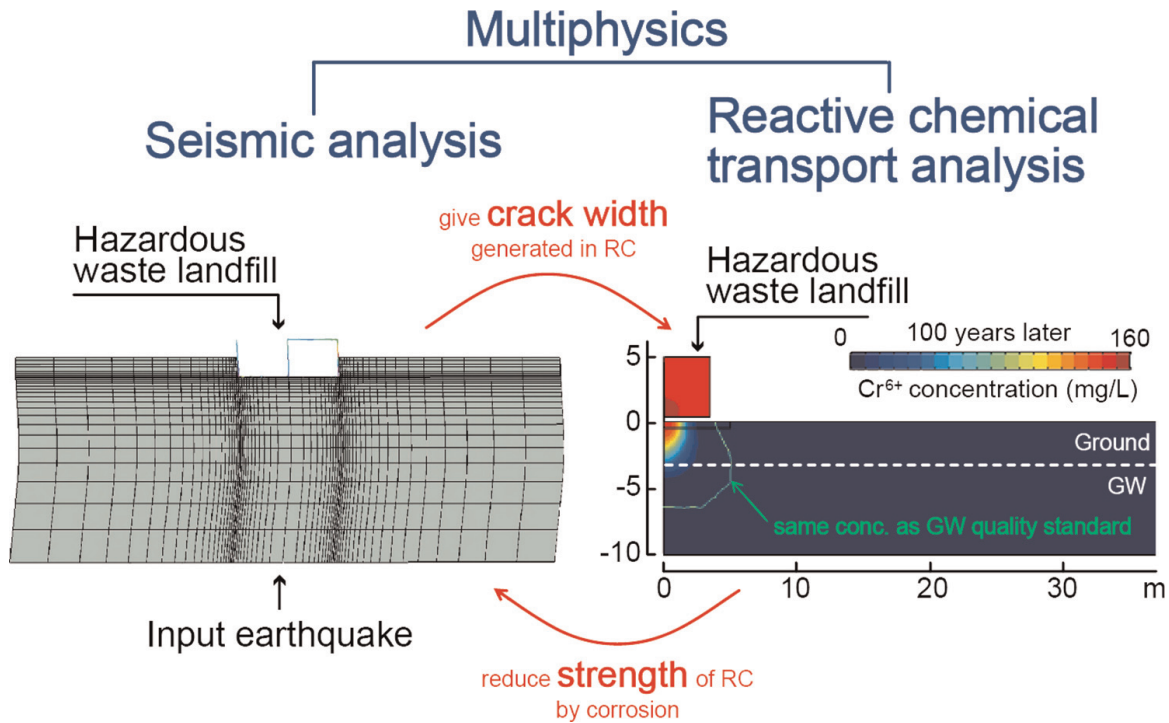 Multiphysics
Seismic analysis
Reactive chemical
transport analysis
give crack width
generated in RC
Hazardous
waste landfill
Hazardous
waste landfill
0 100 years later 160
Cr⁶⁺ concentration (mg/L)
5
0
-5
-10
Ground
GW
same conc. as GW quality standard
0 10 20 30 m
Input earthquake
reduce strength of RC
by corrosion